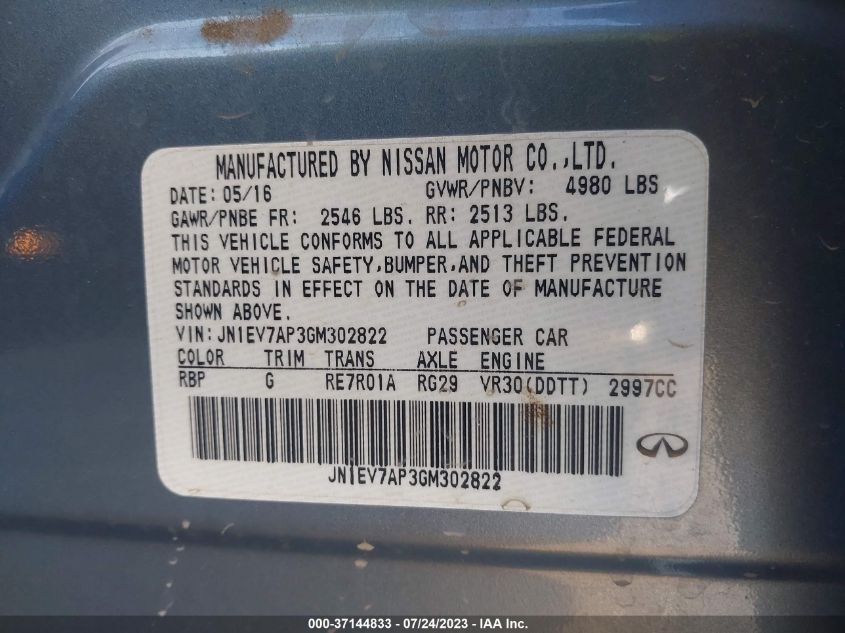 MANUFACTURED BY NISSAN MOTOR CO.,LTD.
DATE: 05/16 GVWR/PNBV: 4980 LBS
GAWR/PNBE FR: 2546 LBS. RR: 2513 LBS.
THIS VEHICLE CONFORMS TO ALL APPLICABLE FEDERAL
MOTOR VEHICLE SAFETY,BUMPER,AND THEFT PREVENTION
STANDARDS IN EFFECT ON THE DATE OF MANUFACTURE
SHOWN ABOVE.
VIN: JN1EV7AP3GM302822 PASSENGER CAR
COLOR TRIM TRANS AXLE ENGINE
RBP G RE7R01A RG29 VR30(DDTT) 2997CC
JN1EV7AP3GM302822
000-37144833 - 07/24/2023 - IAA Inc.